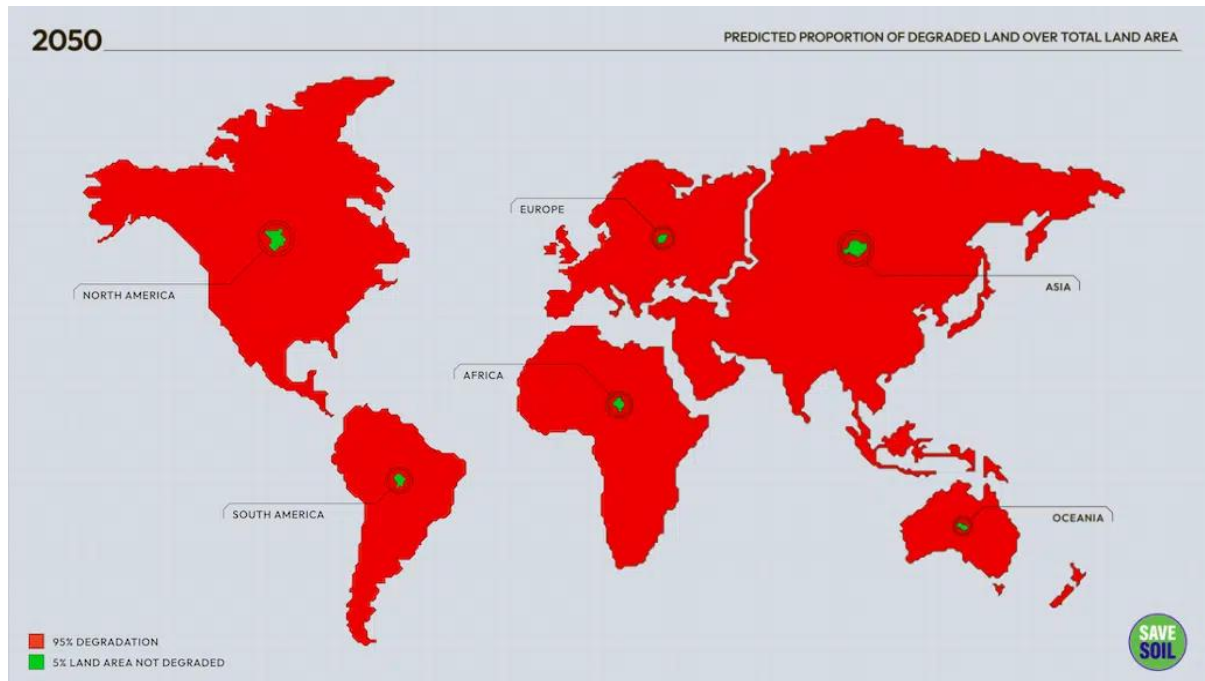 2050
PREDICTED PROPORTION OF DEGRADED LAND OVER TOTAL LAND AREA
EUROPE
NORTH AMERICA
ASIA
AFRICA
SOUTH AMERICA
OCEANIA
95% DEGRADATION
5% LAND AREA NOT DEGRADED
SAVE
SOIL